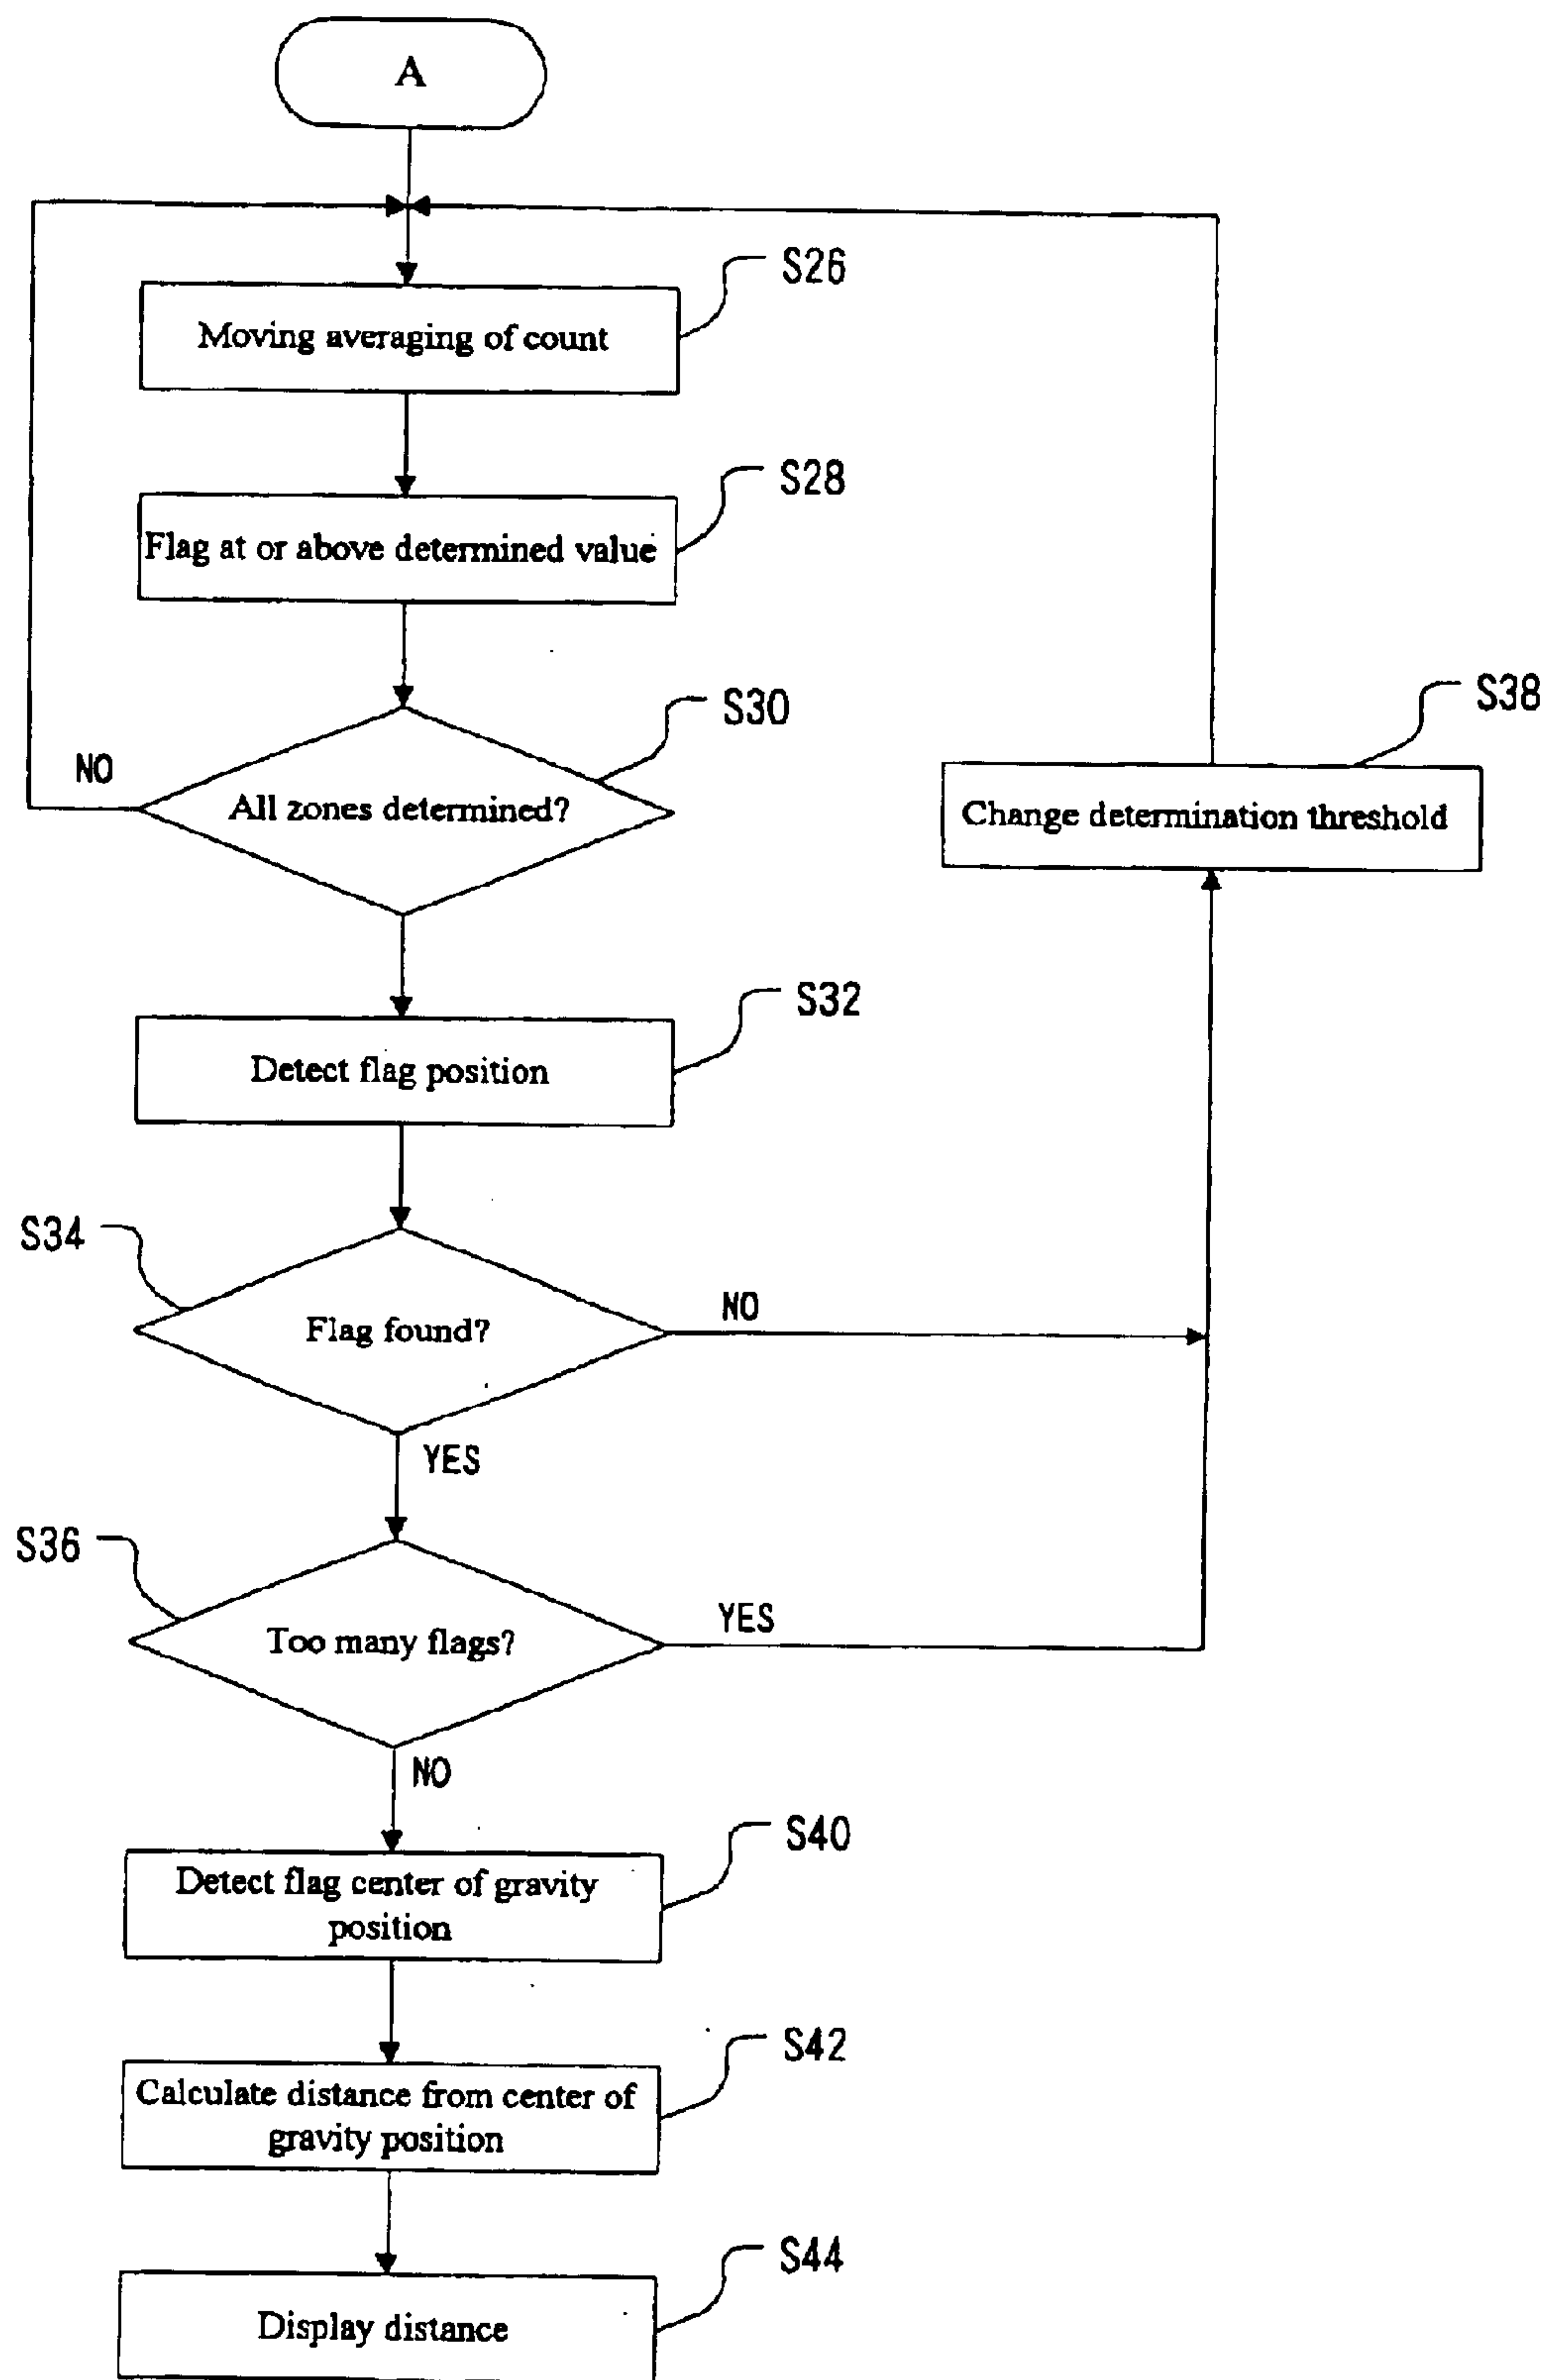 A
S26
Moving averaging of count
S28
Flag at or above determined value
S30
NO
All zones determined?
S38
Change determination threshold
S32
Detect flag position
S34
NO
Flag found?
YES
S36
YES
Too many flags?
NO
S40
Detect flag center of gravity
position
S42
Calculate distance from center of
gravity position
S44
Display distance